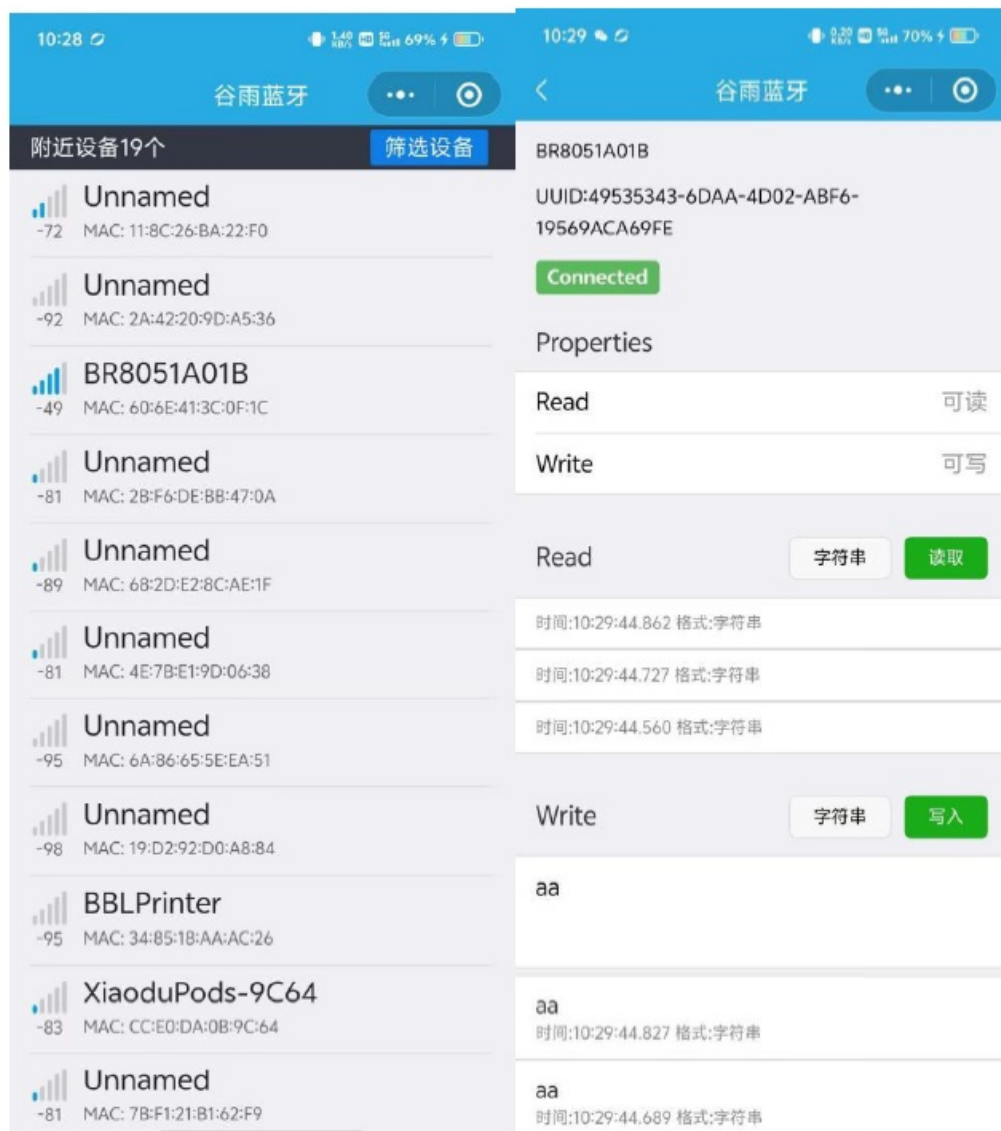 10:28
1.40 KB/S HD 5G 69%
谷雨蓝牙
附近设备19个
筛选设备
Unnamed
-72 MAC: 11:8C:26:BA:22:F0
Unnamed
-92 MAC: 2A:42:20:9D:A5:36
BR8051A01B
-49 MAC: 60:6E:41:3C:0F:1C
Unnamed
-81 MAC: 2B:F6:DE:BB:47:0A
Unnamed
-89 MAC: 68:2D:E2:8C:AE:1F
Unnamed
-81 MAC: 4E:7B:E1:9D:06:38
Unnamed
-95 MAC: 6A:86:65:5E:EA:51
Unnamed
-98 MAC: 19:D2:92:D0:A8:84
BBLPrinter
-95 MAC: 34:85:18:AA:AC:26
XiaoduPods-9C64
-83 MAC: CC:E0:DA:0B:9C:64
Unnamed
-81 MAC: 7B:F1:21:B1:62:F9
10:29
0.20 KB/S HD 5G 70%
谷雨蓝牙
BR8051A01B
UUID:49535343-6DAA-4D02-ABF6-
19569ACA69FE
Connected
Properties
Read 可读
Write 可写
Read 字符串 读取
时间:10:29:44.862 格式:字符串
时间:10:29:44.727 格式:字符串
时间:10:29:44.560 格式:字符串
Write 字符串 写入
aa
aa
时间:10:29:44.827 格式:字符串
aa
时间:10:29:44.689 格式:字符串